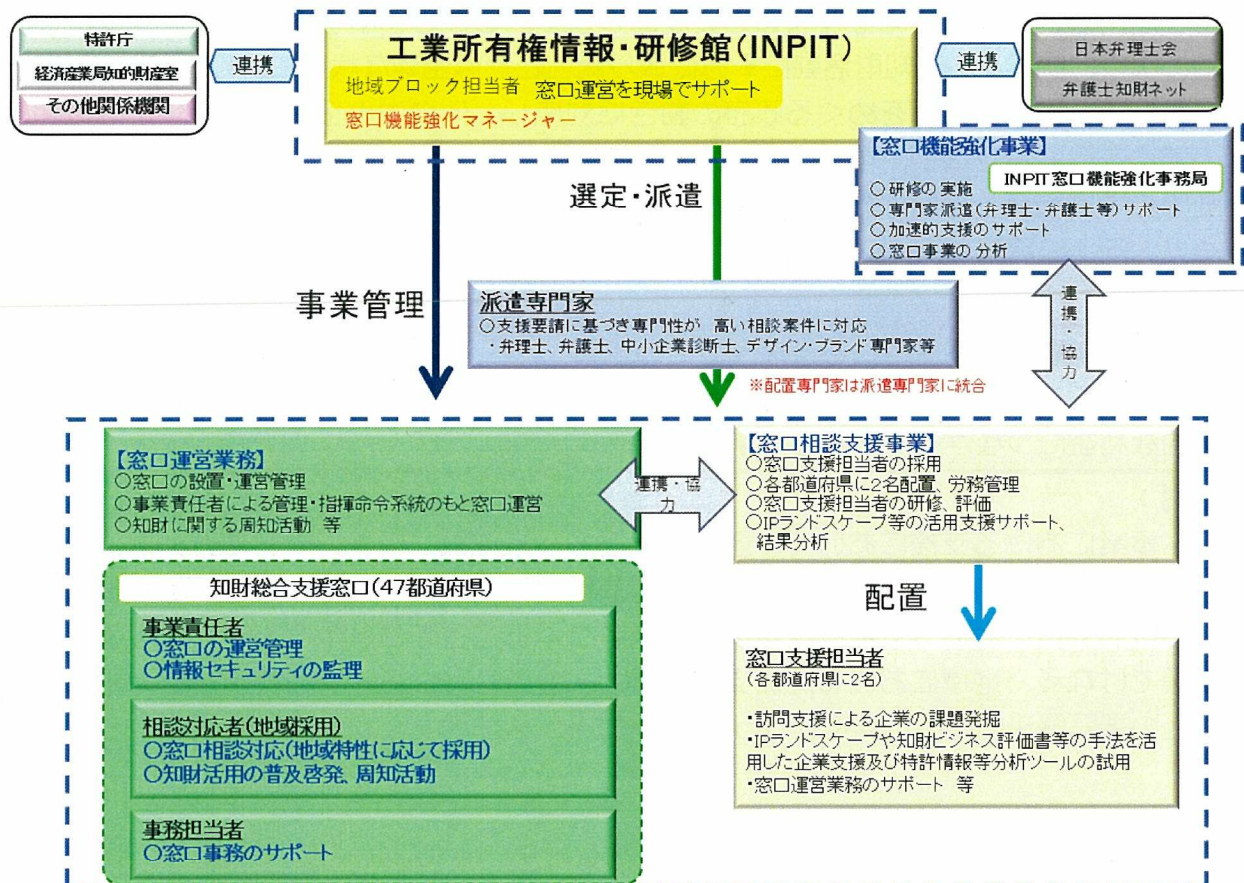 特許庁
経済産業局知的財産室
その他関係機関
連携
工業所有権情報・研修館(INPIT)
地域ブロック担当者 窓口運営を現場でサポート
窓口機能強化マネージャー
連携
日本弁理士会
弁護士知財ネット
【窓口機能強化事業】
INPIT窓口機能強化事務局
○研修の実施
○専門家派遣(弁理士・弁護士等)サポート
○加速的支援のサポート
○窓口事業の分析
選定・派遣
事業管理
派遣専門家
○支援要請に基づき専門性が 高い相談案件に対応
・弁理士、弁護士、中小企業診断士、デザイン・ブランド専門家等
※配置専門家は派遣専門家に統合
連携・協力
【窓口運営業務】
○窓口の設置・運営管理
○事業責任者による管理・指揮命令系統のもと窓口運営
○知財に関する周知活動 等
連携・協
力
【窓口相談支援事業】
○窓口支援担当者の採用
○各都道府県に2名配置、労務管理
○窓口支援担当者の研修、評価
○IPランドスケープ等の活用支援サポート、
結果分析
知財総合支援窓口(47都道府県)
事業責任者
○窓口の運営管理
○情報セキュリティの監理
相談対応者(地域採用)
○窓口相談対応(地域特性に応じて採用)
○知財活用の普及啓発、周知活動
事務担当者
○窓口事務のサポート
配置
窓口支援担当者
(各都道府県に2名)
・訪問支援による企業の課題発掘
・IPランドスケープや知財ビジネス評価書等の手法を活
用した企業支援及び特許情報等分析ツールの試用
・窓口運営業務のサポート 等